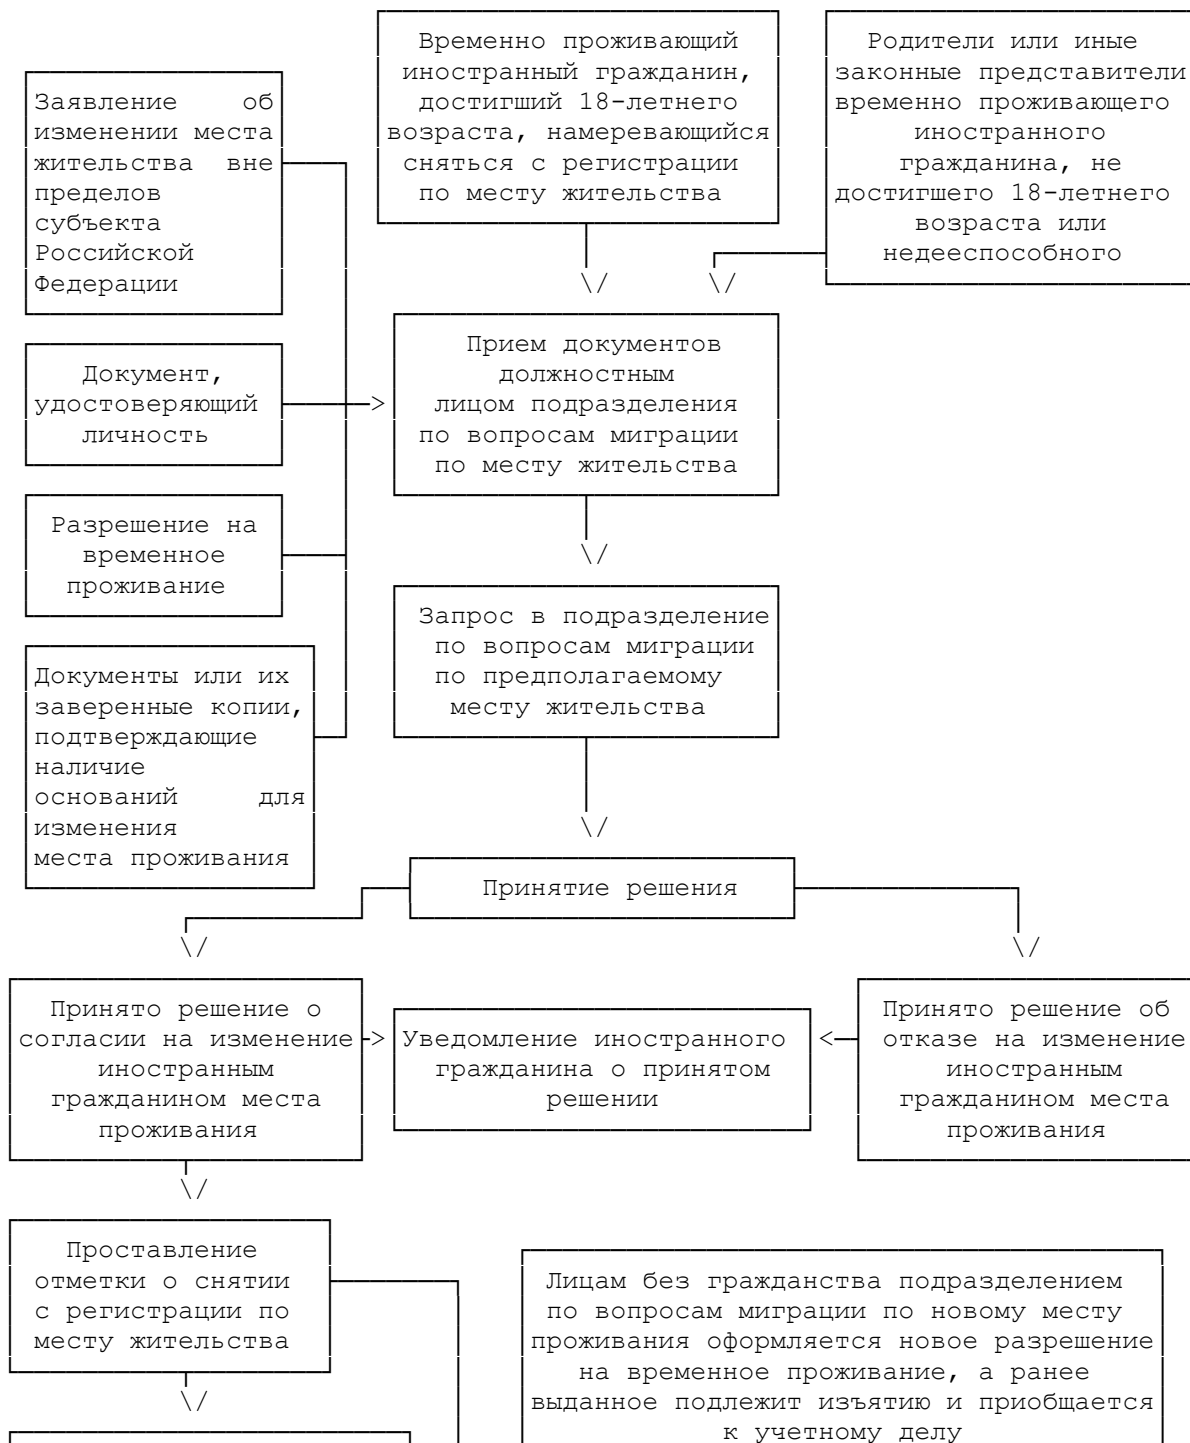 Временно проживающий
иностранный гражданин,
достигший 18-летнего
возраста, намеревающийся
сняться с регистрации
по месту жительства
Родители или иные
законные представители
временно проживающего
иностранного
гражданина, не
достигшего 18-летнего
возраста или
недееспособного
Заявление об
изменении места
жительства вне
пределов
субъекта
Российской
Федерации
Документ,
удостоверяющий
личность
Прием документов
должностным
лицом подразделения
по вопросам миграции
по месту жительства
Разрешение на
временное
проживание
Запрос в подразделение
по вопросам миграции
по предполагаемому
месту жительства
Документы или их
заверенные копии,
подтверждающие
наличие
оснований для
изменения
места проживания
Принятие решения
Принято решение о
согласии на изменение
иностранным
гражданином места
проживания
Уведомление иностранного
гражданина о принятом
решении
Принято решение об
отказе на изменение
иностранным
гражданином места
проживания
Проставление
отметки о снятии
с регистрации по
месту жительства
Лицам без гражданства подразделением
по вопросам миграции по новому месту
проживания оформляется новое разрешение
на временное проживание, а ранее
выданное подлежит изъятию и приобщается
к учетному делу